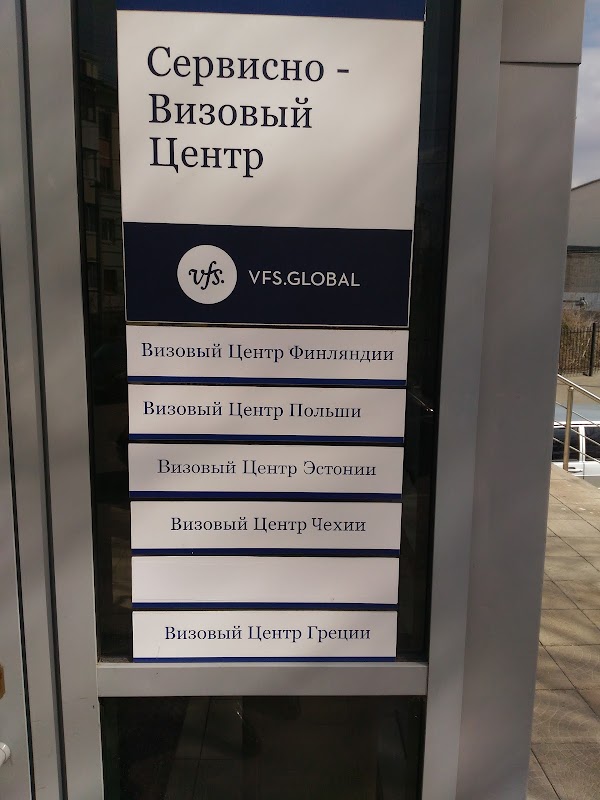 Сервисно -
Визовый
Центр
vfs. VFS.GLOBAL
Визовый Центр Финляндии
Визовый Центр Польши
Визовый Центр Эстонии
Визовый Центр Чехии
Визовый Центр Греции